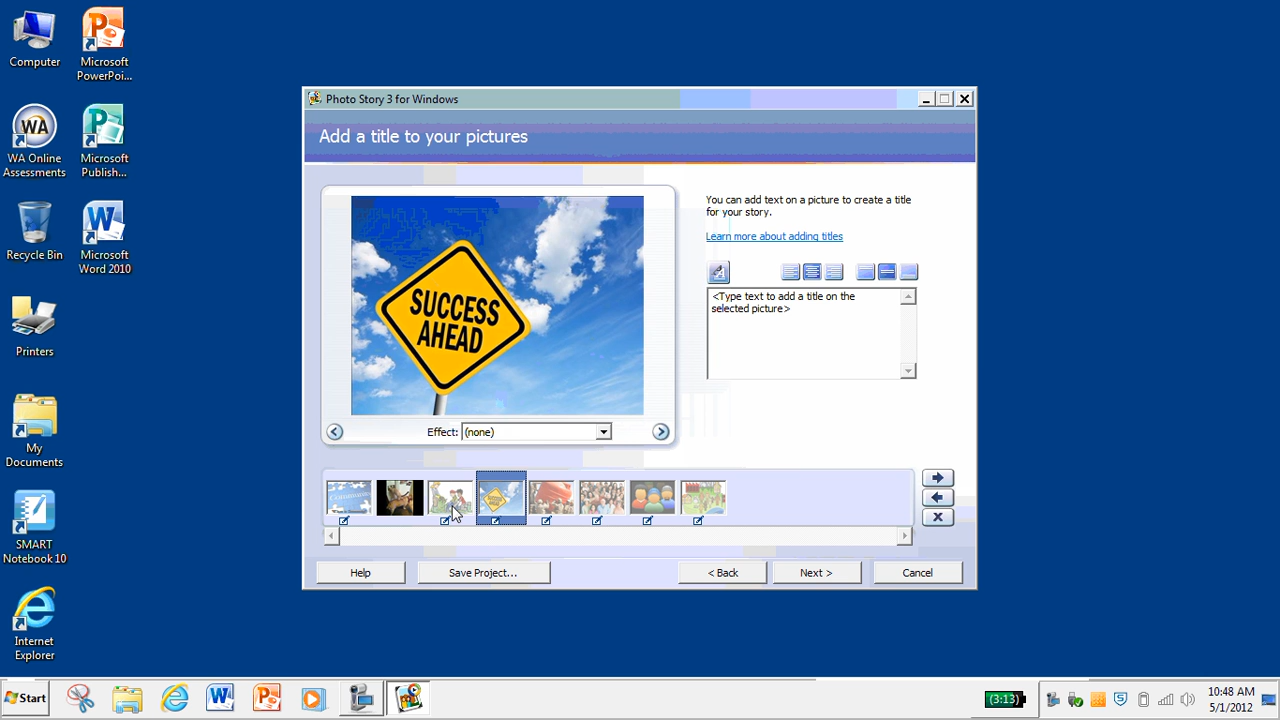 Computer
Microsoft
PowerPoi...
WA
WA Online
Assessments
Microsoft
Publish...
Recycle Bin
Microsoft
Word 2010
Printers
My
Documents
SMART
Notebook 10
Internet
Explorer
Photo Story 3 for Windows
Add a title to your pictures
SUCCESS
AHEAD
Effect: (none)
You can add text on a picture to create a title
for your story.
Learn more about adding titles
<Type text to add a title on the
selected picture>
Help
Save Project...
< Back
Next >
Cancel
Start
(3:13)
10:48 AM
5/1/2012